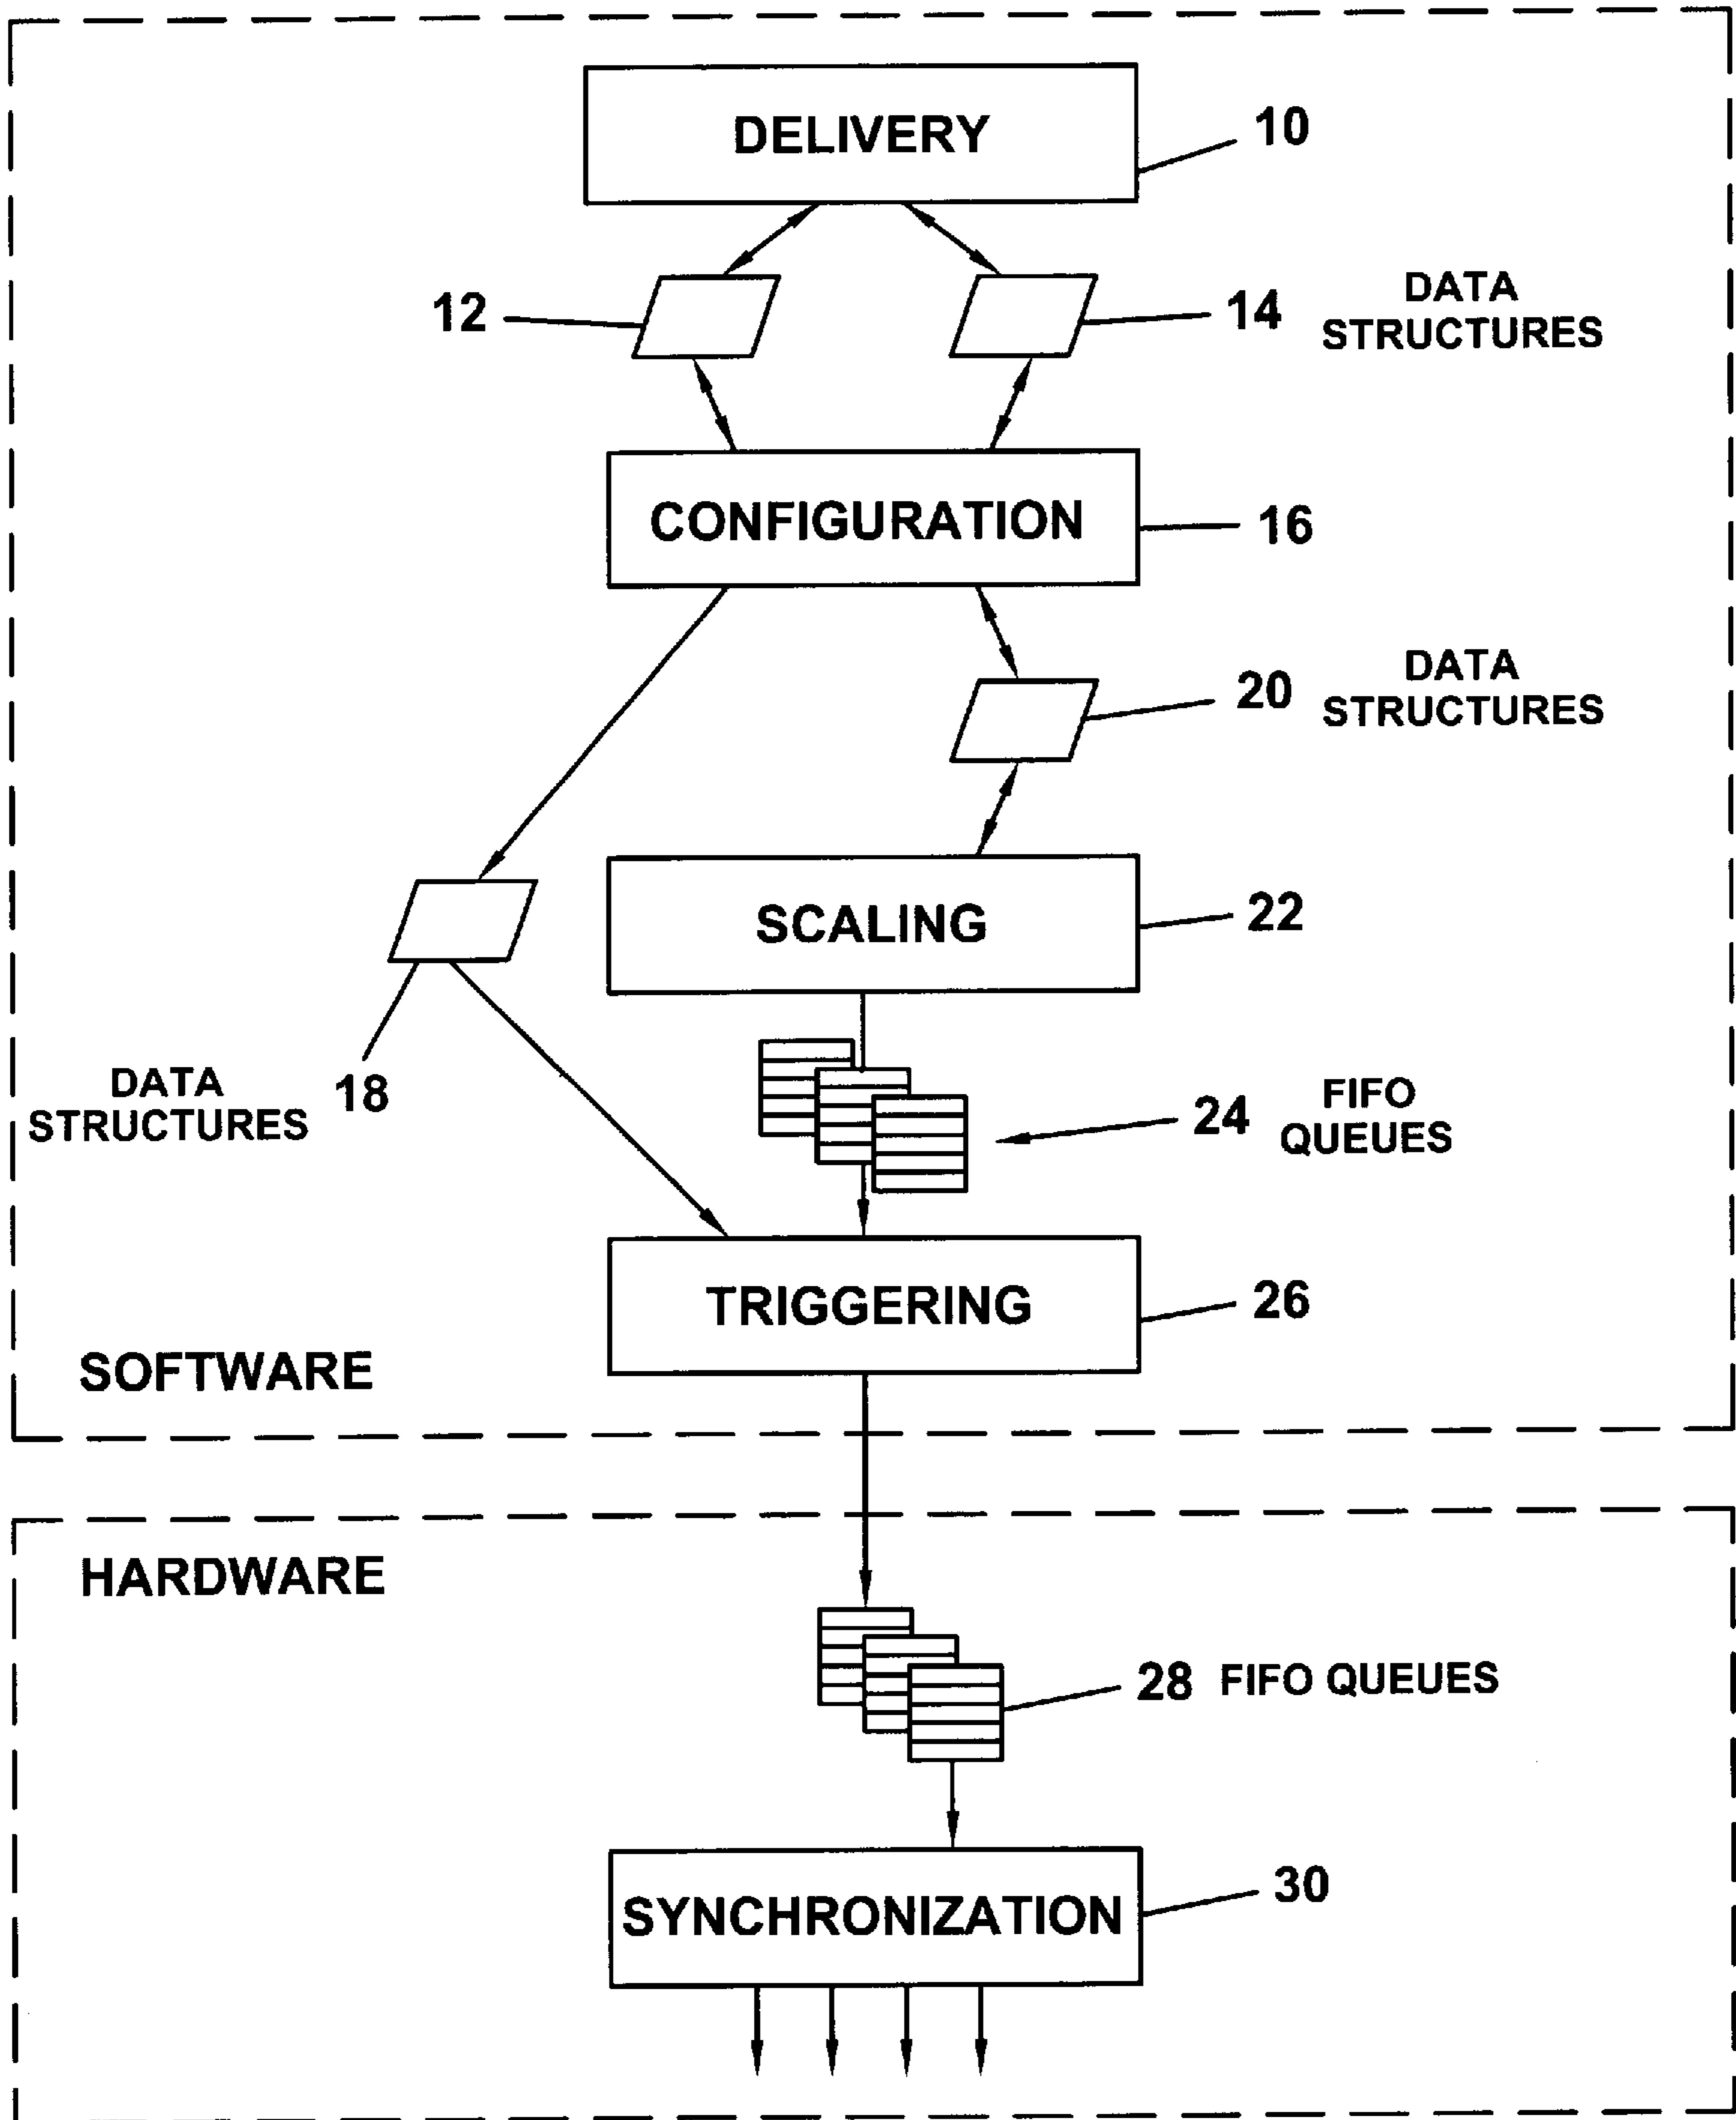 DELIVERY
10
12
14
DATA
STRUCTURES
CONFIGURATION
16
20
DATA
STRUCTURES
SCALING
22
DATA
STRUCTURES
18
24
FIFO
QUEUES
TRIGGERING
26
SOFTWARE
HARDWARE
28 FIFO QUEUES
SYNCHRONIZATION
30